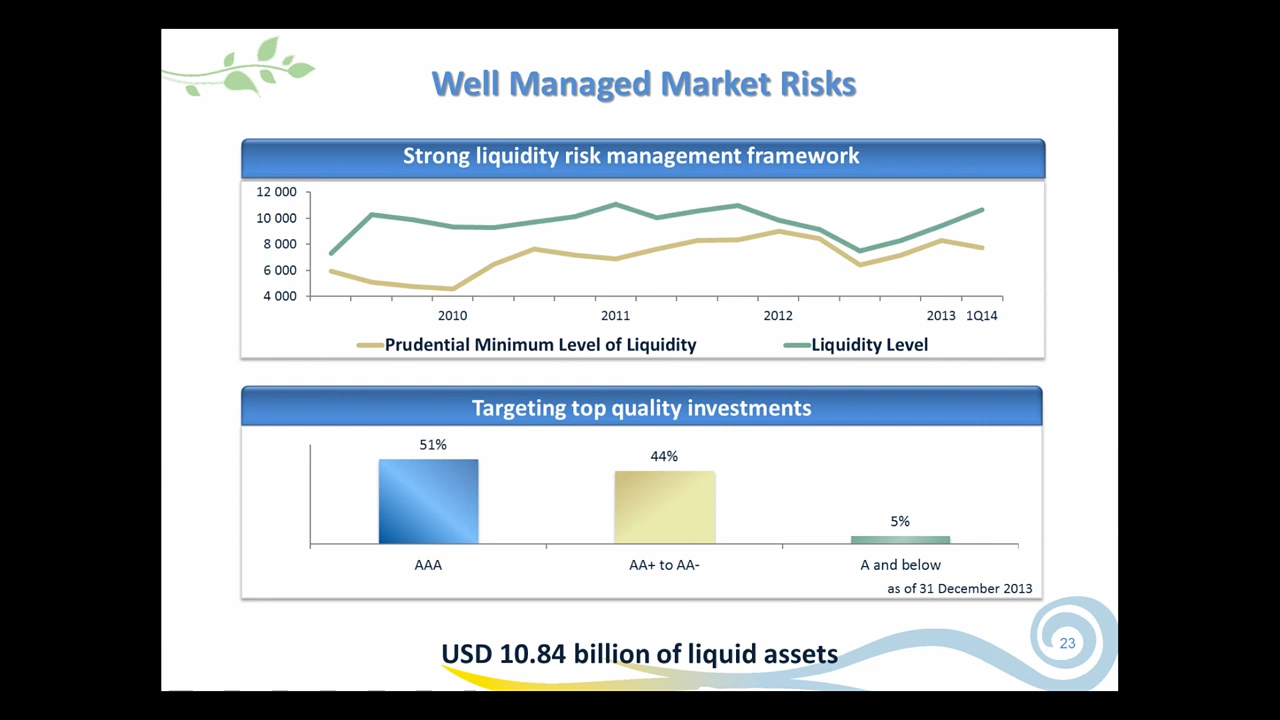 Well Managed Market Risks
Strong liquidity risk management framework
12 000
10 000
8 000
6 000
4 000
2010 2011 2012 2013 1Q14
Prudential Minimum Level of Liquidity Liquidity Level
Targeting top quality investments
51% 44% 5%
AAA AA+ to AA- A and below
as of 31 December 2013
USD 10.84 billion of liquid assets
23